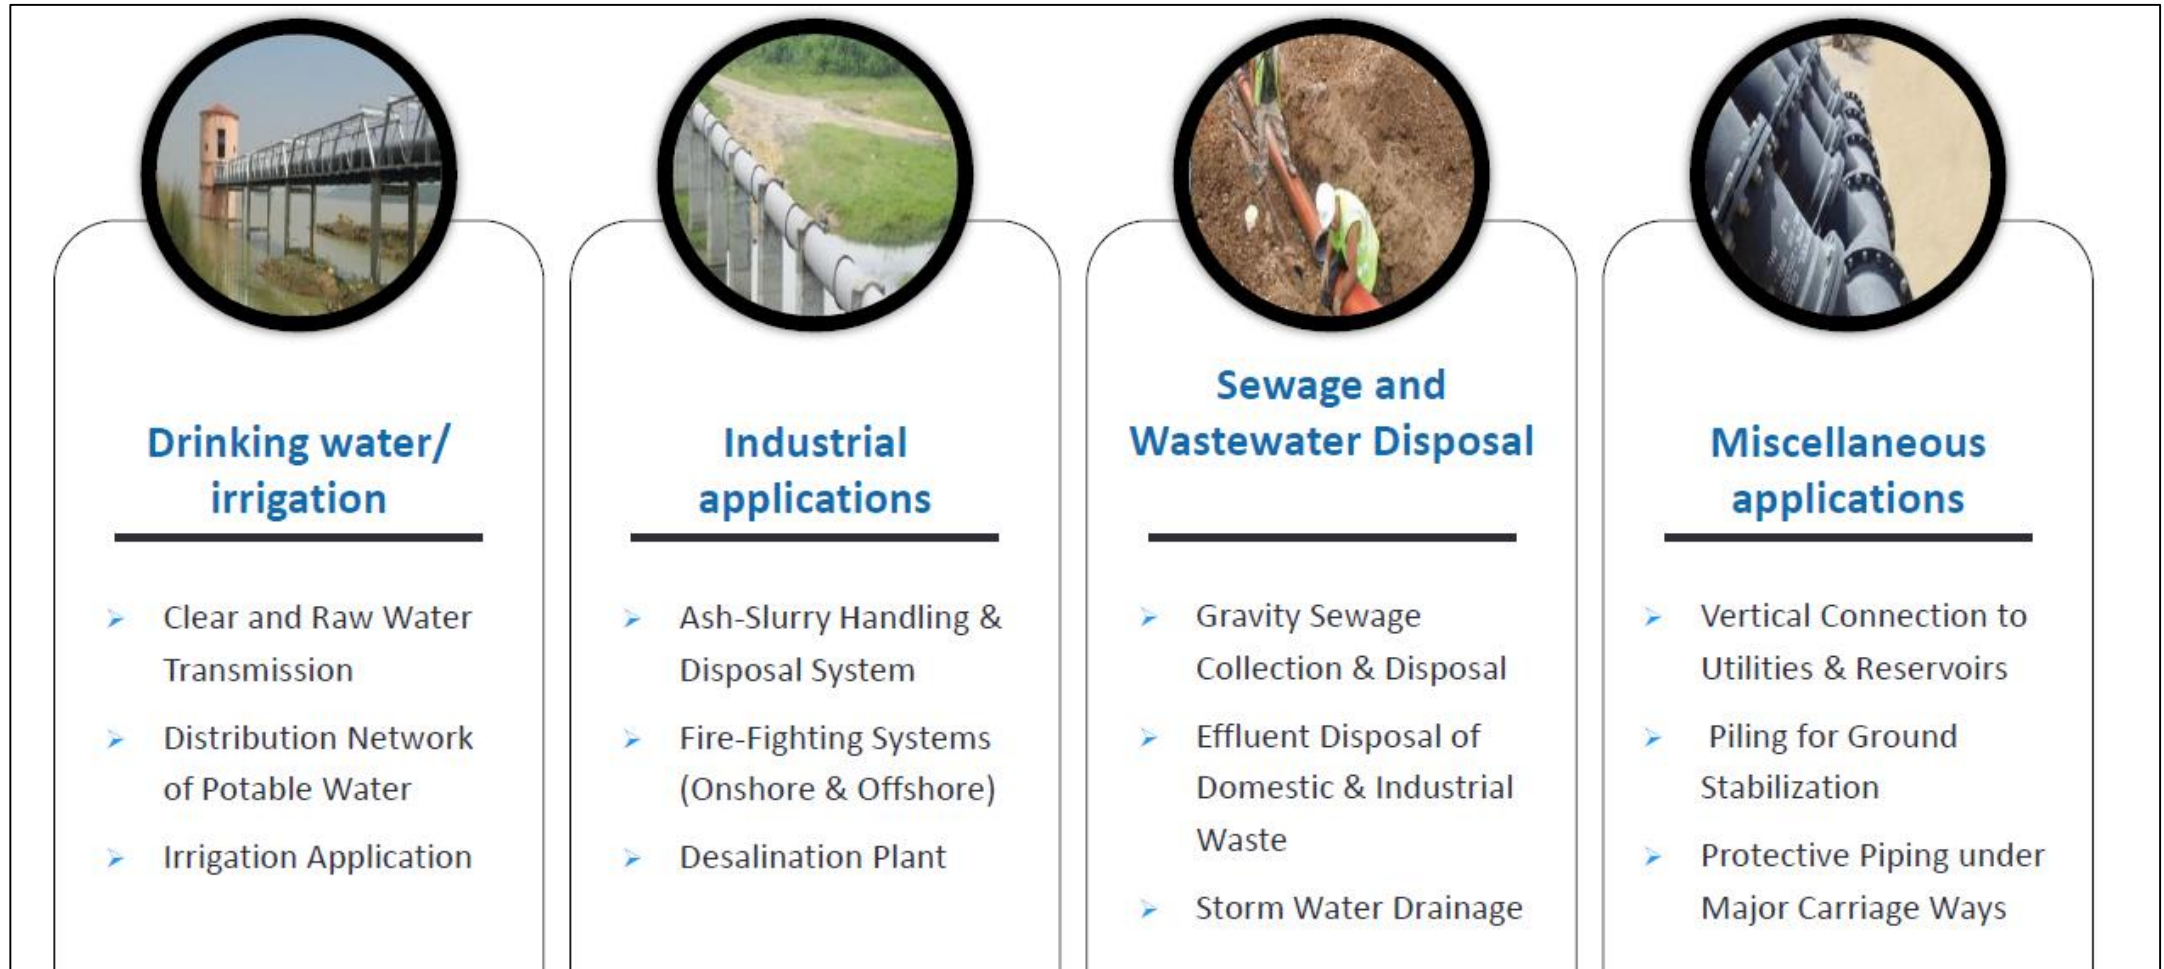 Drinking water/
irrigation
Clear and Raw Water
Transmission
Distribution Network
of Potable Water
Irrigation Application
Industrial
applications
Ash-Slurry Handling &
Disposal System
Fire-Fighting Systems
(Onshore & Offshore)
Desalination Plant
Sewage and
Wastewater Disposal
Gravity Sewage
Collection & Disposal
Effluent Disposal of
Domestic & Industrial
Waste
Storm Water Drainage
Miscellaneous
applications
Vertical Connection to
Utilities & Reservoirs
Piling for Ground
Stabilization
Protective Piping under
Major Carriage Ways